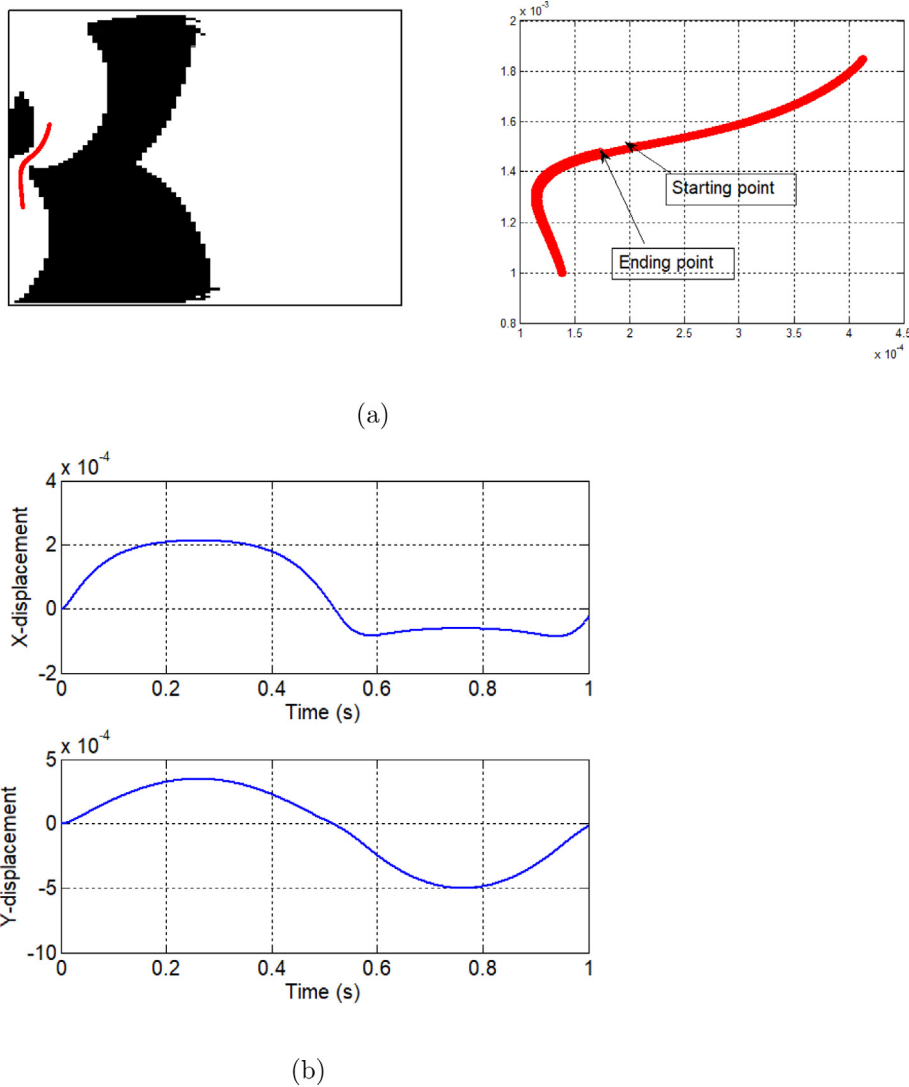 x 10⁻³
2
1.8
1.6
1.4
1.2
1
0.8
Starting point
Ending point
1 1.5 2 2.5 3 3.5 4 4.5
x 10⁻⁴
(a)
x 10⁻⁴
4
2
0
-2
X-displacement
0 0.2 0.4 0.6 0.8 1
Time (s)
x 10⁻⁴
5
0
-5
-10
Y-displacement
0 0.2 0.4 0.6 0.8 1
Time (s)
(b)